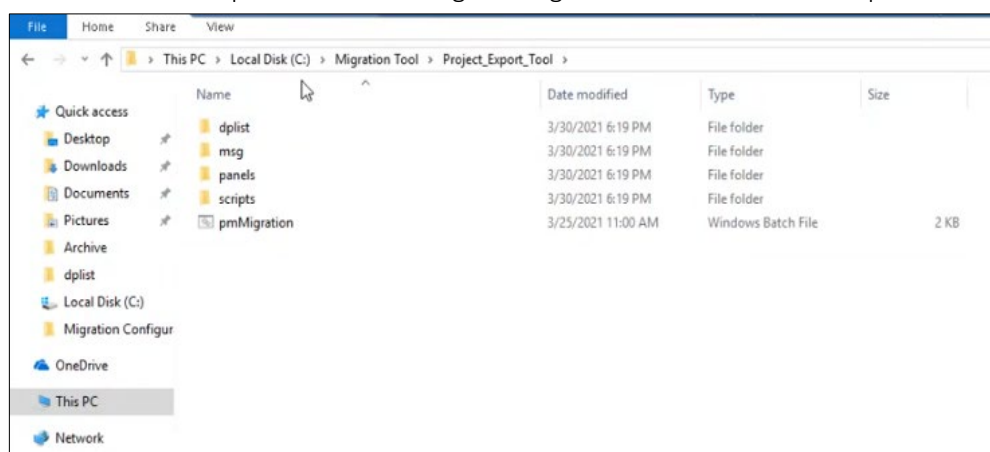 File Home Share View
This PC > Local Disk (C:) > Migration Tool > Project_Export_Tool >
Name Date modified Type Size
Quick access
Desktop
Downloads
Documents
Pictures
Archive
dplist
Local Disk (C:)
Migration Configur
OneDrive
This PC
Network
dplist 3/30/2021 6:19 PM File folder
msg 3/30/2021 6:19 PM File folder
panels 3/30/2021 6:19 PM File folder
scripts 3/30/2021 6:19 PM File folder
pmMigration 3/25/2021 11:00 AM Windows Batch File 2 KB